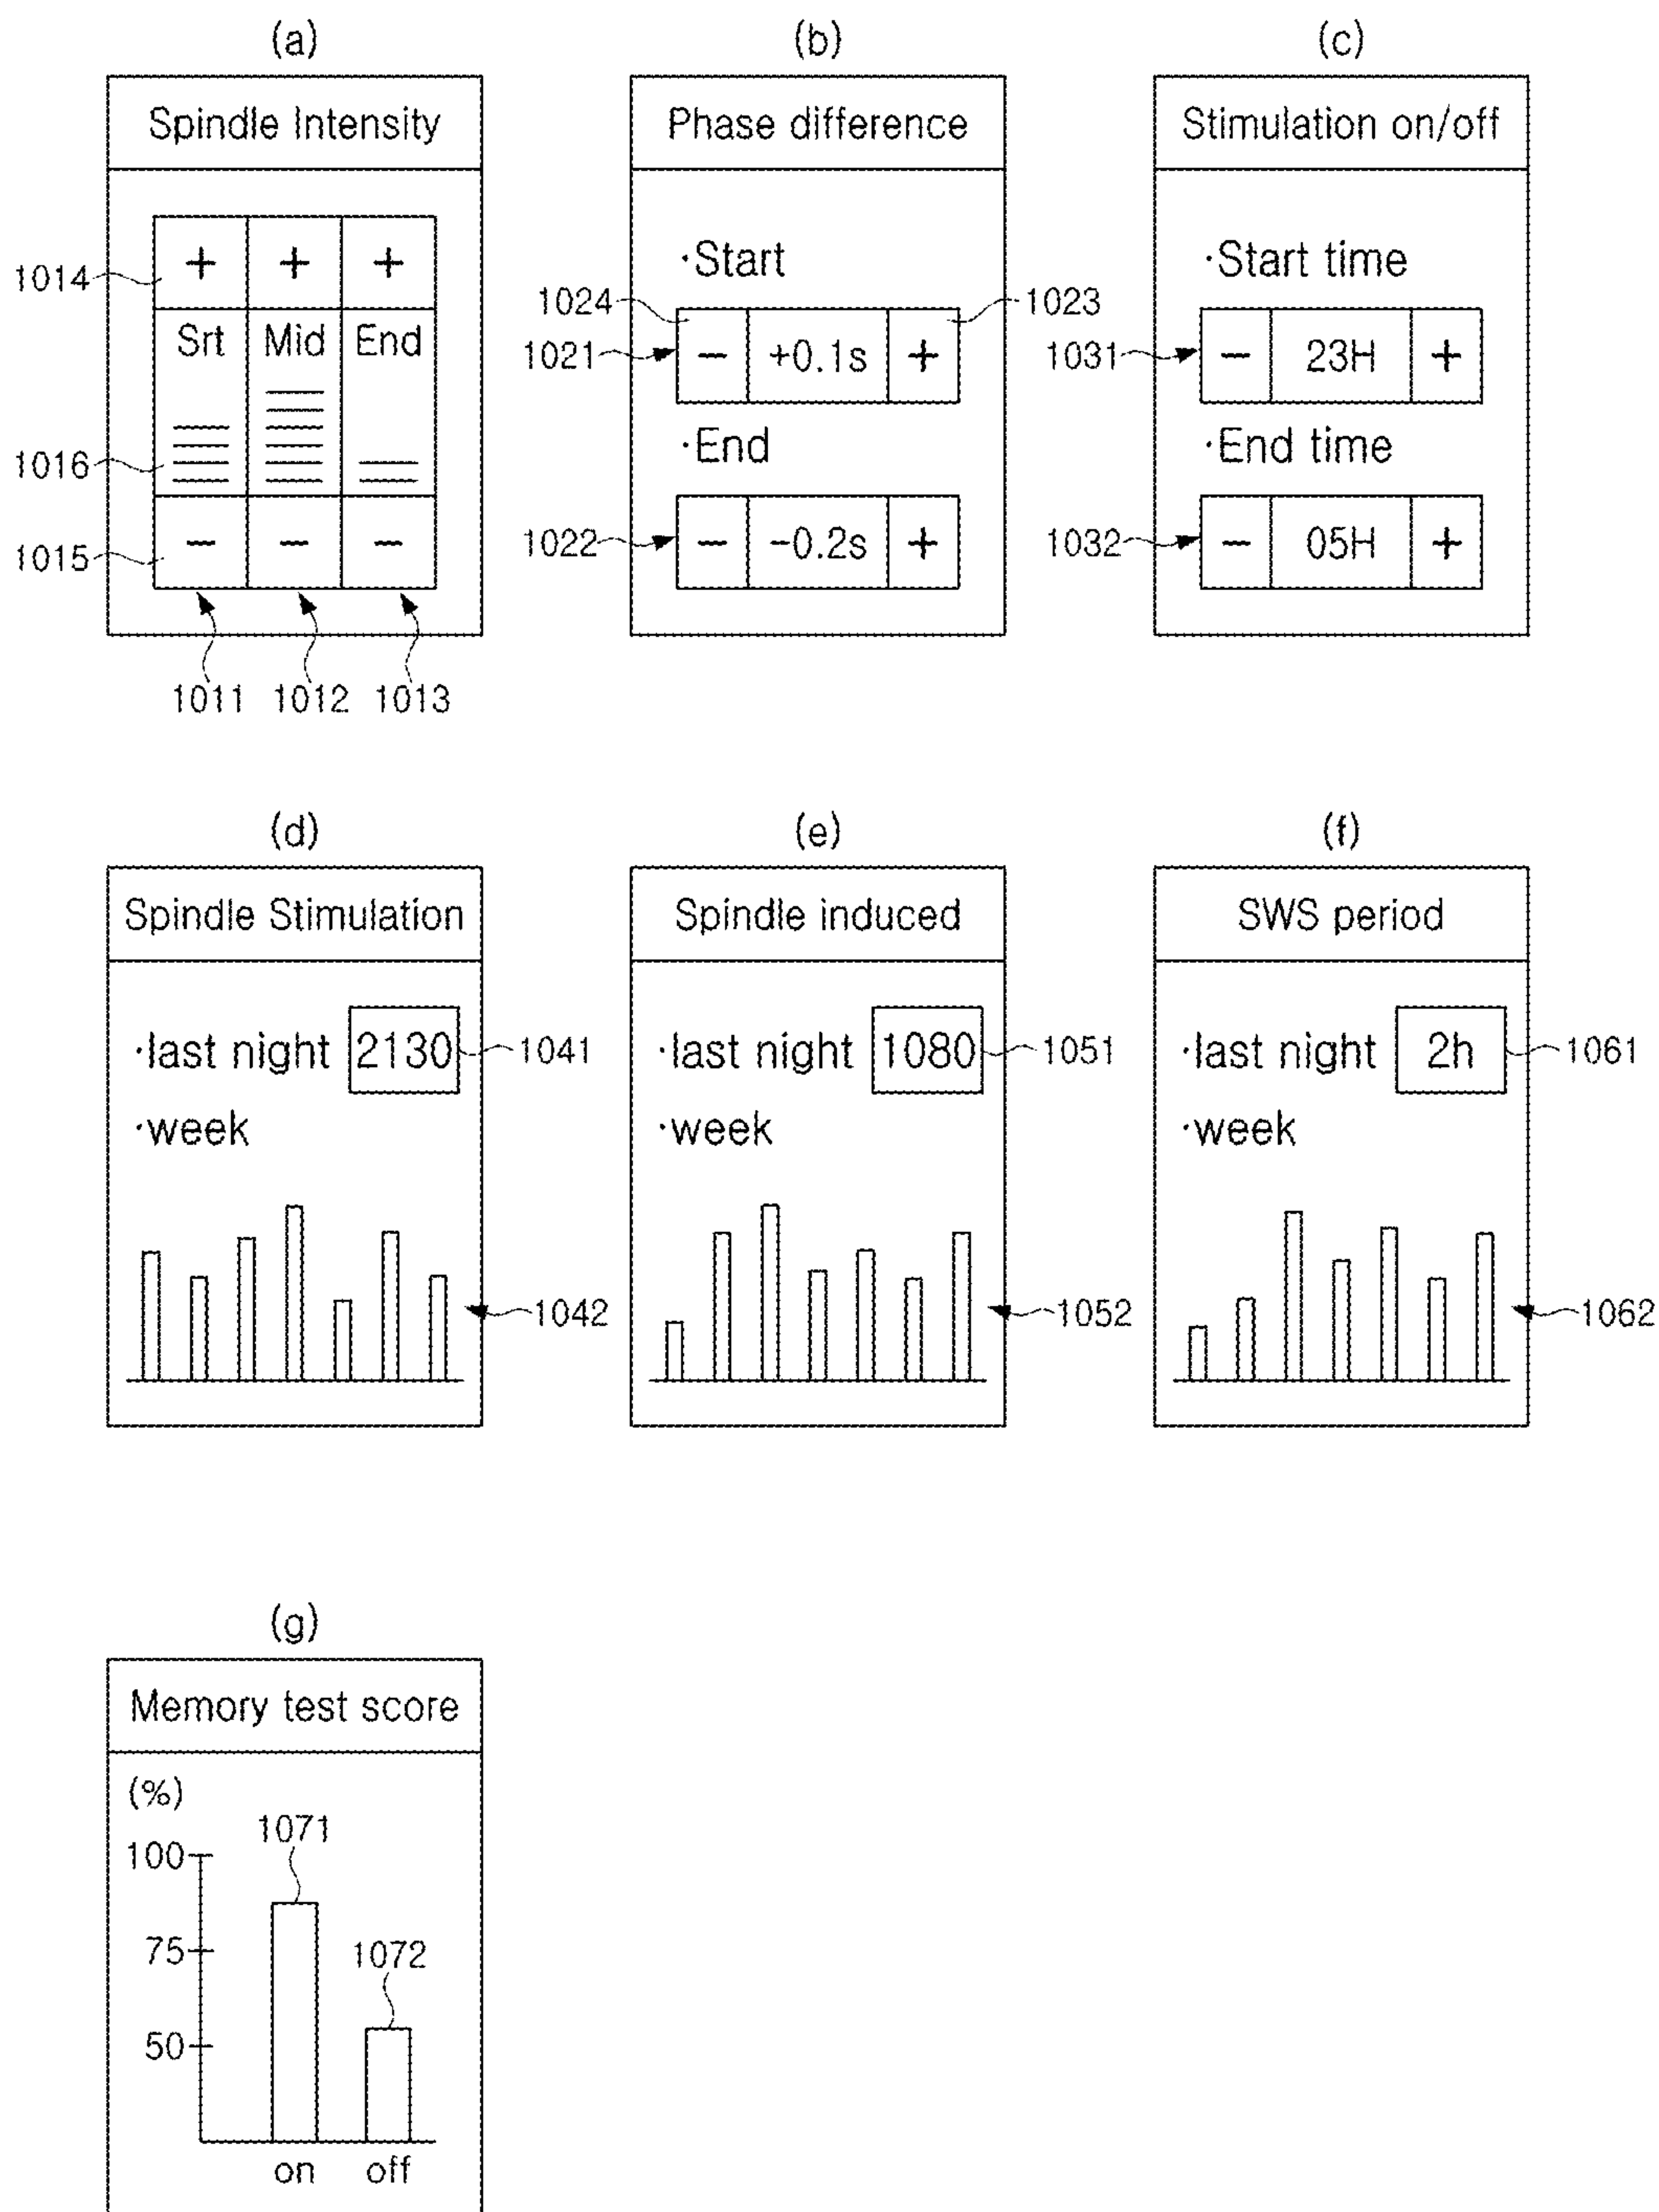 (a) (b) (c)
Spindle Intensity Phase difference Stimulation on/off
+ + +
1014
·Start ·Start time
1024 1023
Srt Mid End
1021 − +0.1s + 1031 − 23H +
·End ·End time
1016
1015 − − − 1022 − −0.2s + 1032 − 05H +
1011 1012 1013
(d) (e) (f)
Spindle Stimulation Spindle induced SWS period
·last night 2130 1041 ·last night 1080 1051 ·last night 2h 1061
·week ·week ·week
1042 1052 1062
(g)
Memory test score
(%)
1071
100
75 1072
50
on off